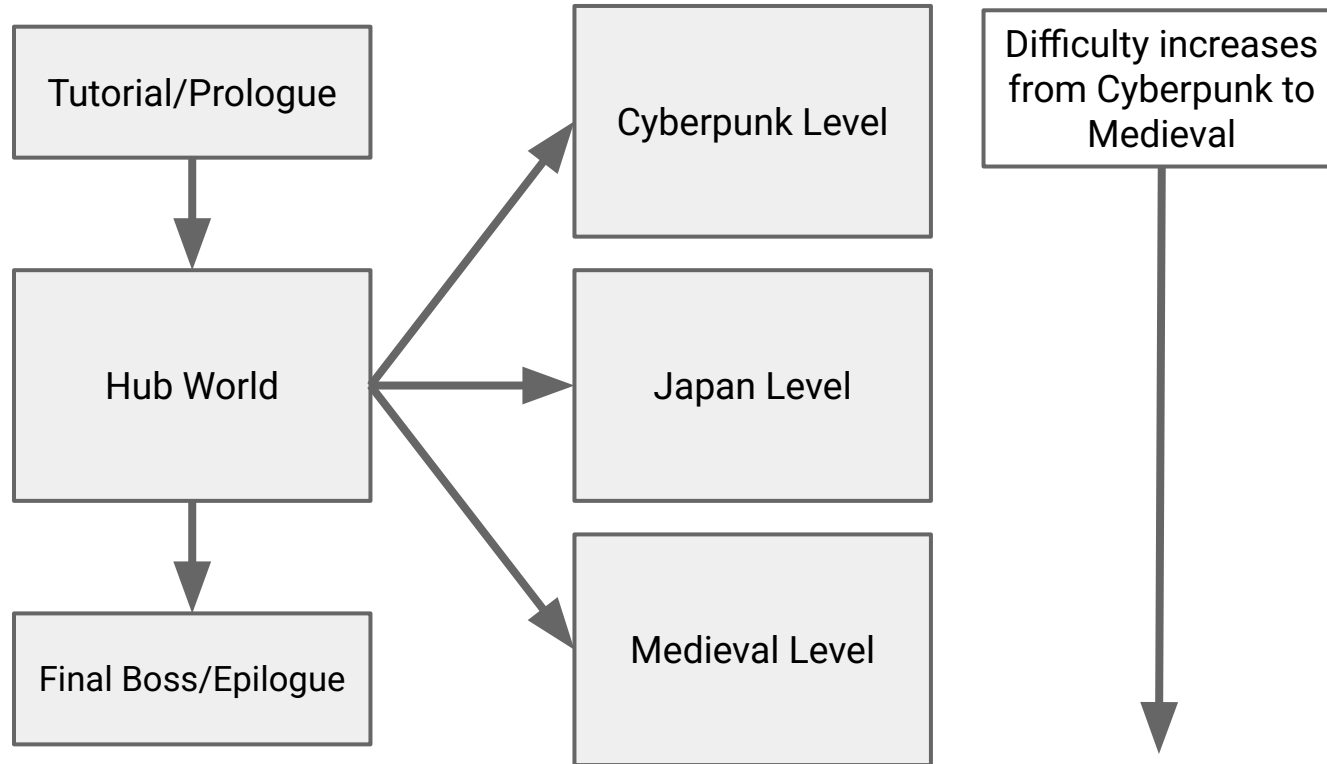 Tutorial/Prologue
Hub World
Final Boss/Epilogue
Cyberpunk Level
Japan Level
Medieval Level
Difficulty increases
from Cyberpunk to
Medieval